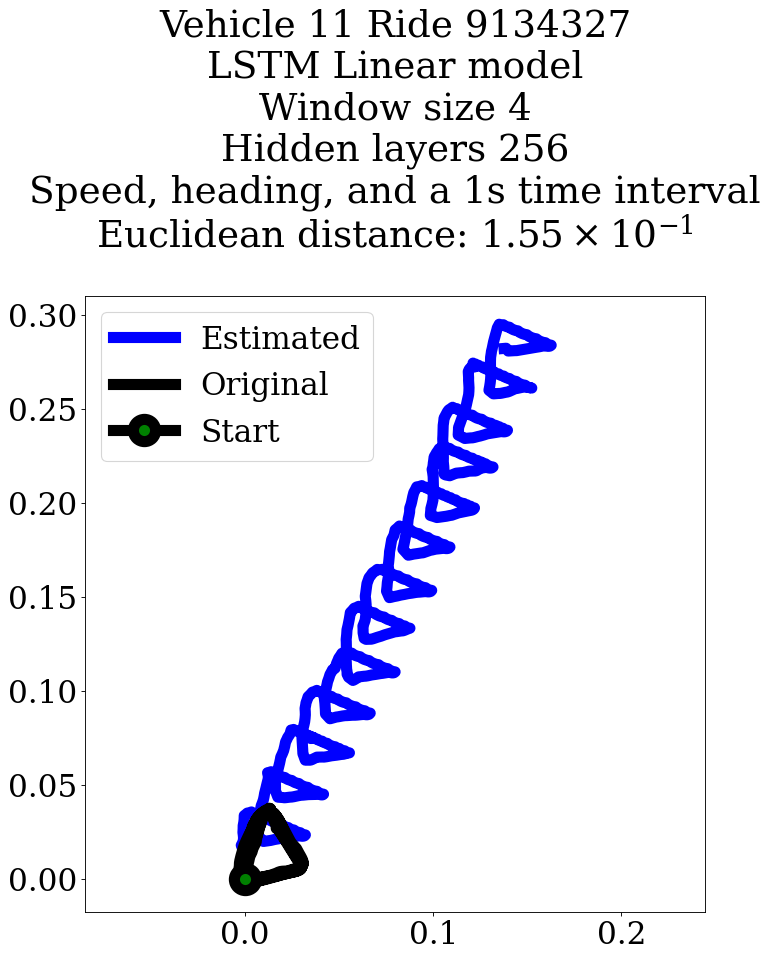 Vehicle 11 Ride 9134327
LSTM Linear model
Window size 4
Hidden layers 256
Speed, heading, and a 1s time interval
Euclidean distance: 1.55 × 10⁻¹
0.30
0.25
0.20
0.15
0.10
0.05
0.00
Estimated
Original
Start
0.0 0.1 0.2